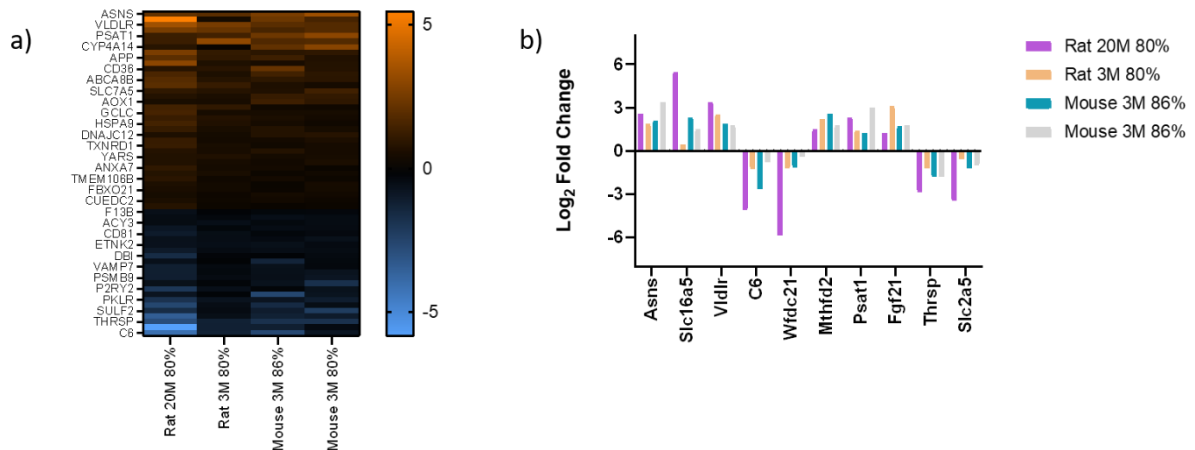 a)
ASNS
VLDLR
PSAT1
CYP4A14
APP
CD36
ABCA8B
SLC7A5
AOX1
GCLC
HSPA9
DNAJC12
TXNRD1
YARS
ANXA7
TMEM106B
FBXO21
CUEDC2
F13B
ACY3
CD81
ETNK2
DBI
VAMP7
PSMB9
P2RY2
PKLR
SULF2
THRSP
C6
Rat 20M 80%
Rat 3M 80%
Mouse 3M 86%
Mouse 3M 80%
5
0
-5
b)
Log2 Fold Change
6
3
0
-3
-6
Asns
Slc16a5
Vldlr
C6
Wfdc21
Mthfd2
Psat1
Fgf21
Thrsp
Slc2a5
Rat 20M 80%
Rat 3M 80%
Mouse 3M 86%
Mouse 3M 86%